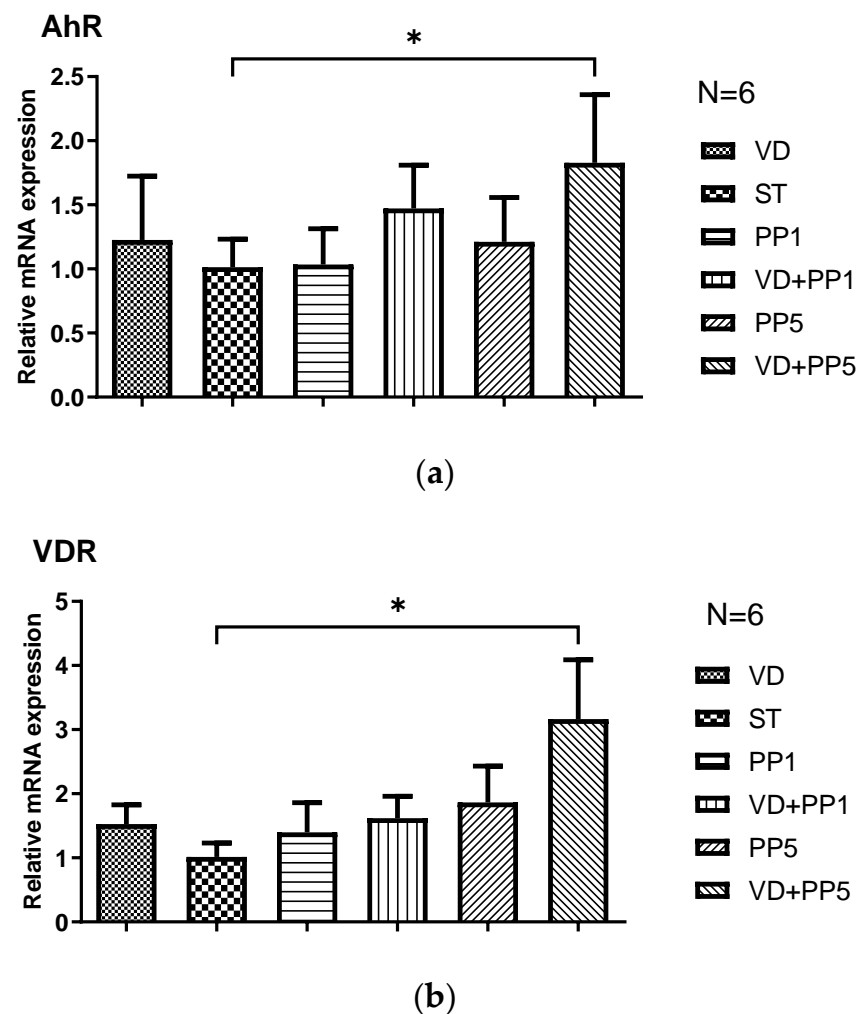 AhR
*
2.5
2.0
1.5
1.0
0.5
0.0
Relative mRNA expression
N=6
VD
ST
PP1
VD+PP1
PP5
VD+PP5
(a)
VDR
*
5
4
3
2
1
0
Relative mRNA expression
N=6
VD
ST
PP1
VD+PP1
PP5
VD+PP5
(b)